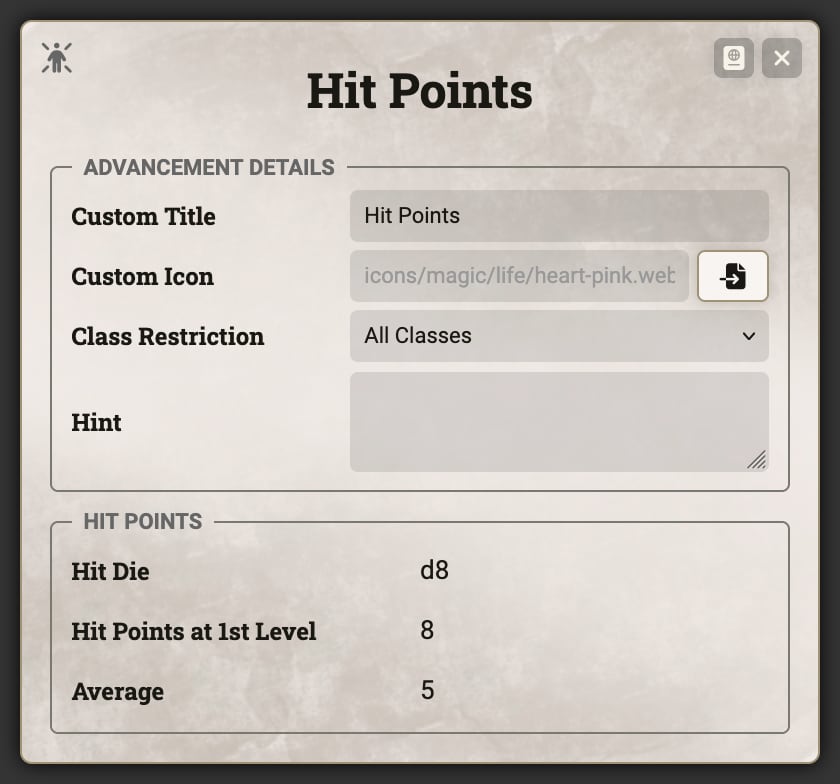 Hit Points
ADVANCEMENT DETAILS
Custom Title Hit Points
Custom Icon icons/magic/life/heart-pink.web
Class Restriction All Classes
Hint
HIT POINTS
Hit Die d8
Hit Points at 1st Level 8
Average 5